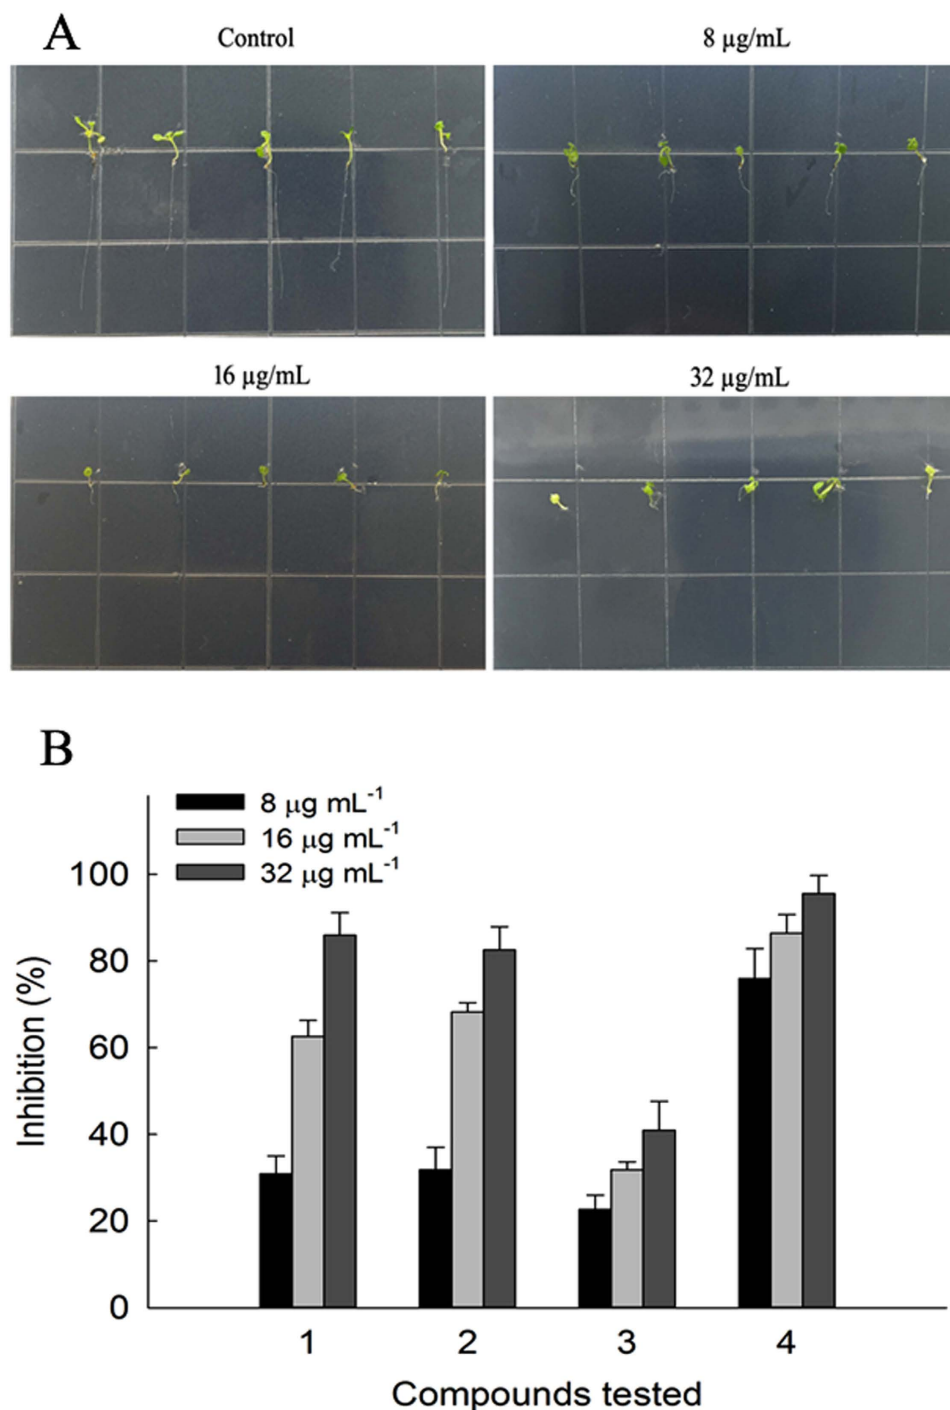 A
Control
8 µg/mL
16 µg/mL
32 µg/mL
B
8 µg mL⁻¹
16 µg mL⁻¹
32 µg mL⁻¹
100
80
60
40
20
0
Inhibition (%)
1 2 3 4
Compounds tested